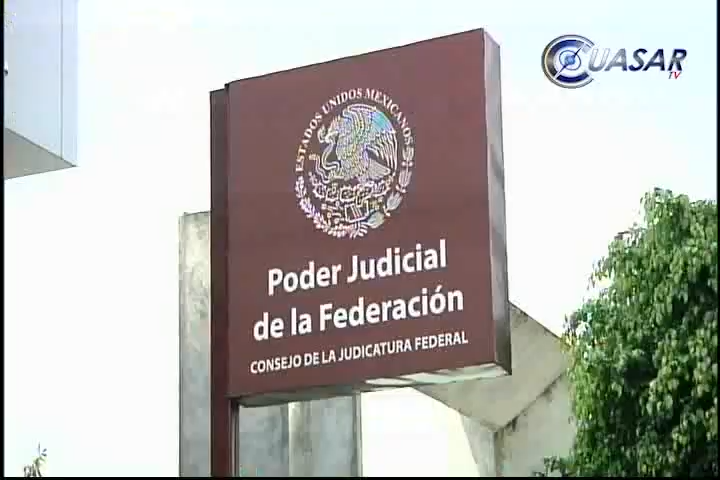 QUASAR
TV
ESTADOS UNIDOS MEXICANOS
Poder Judicial
de la Federación
CONSEJO DE LA JUDICATURA FEDERAL